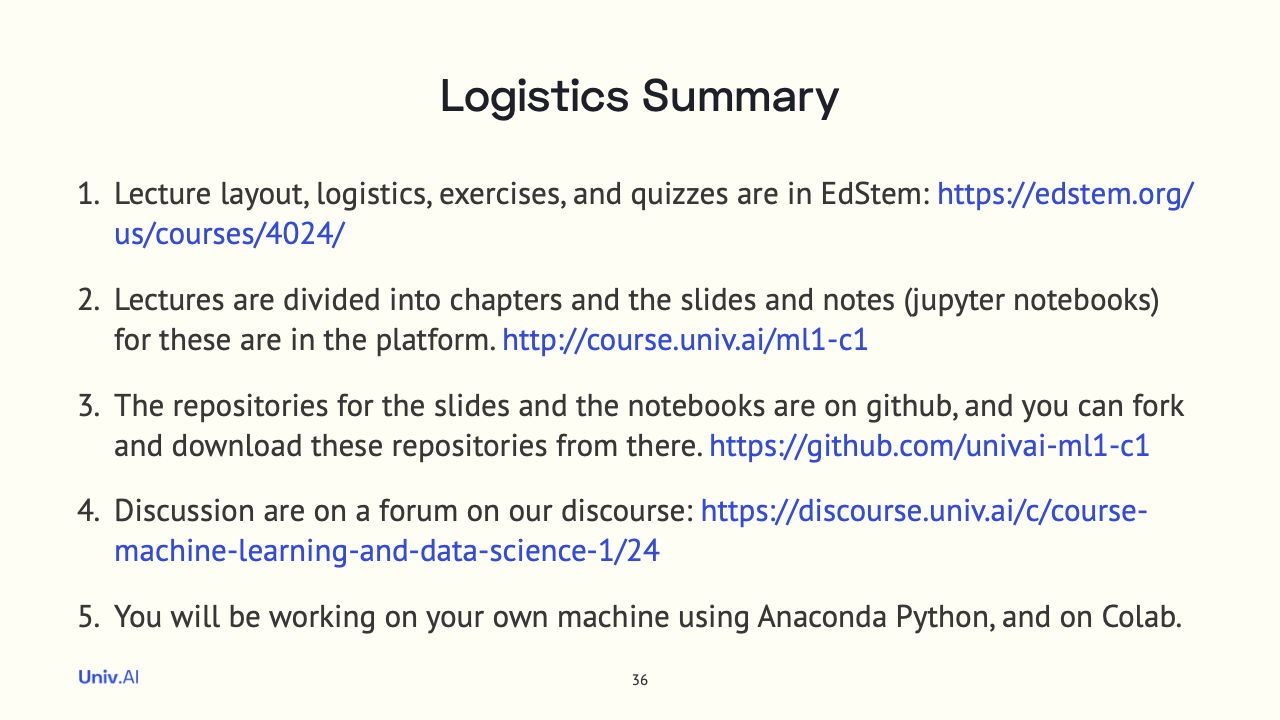 Logistics Summary
1. Lecture layout, logistics, exercises, and quizzes are in EdStem: https://edstem.org/
us/courses/4024/
2. Lectures are divided into chapters and the slides and notes (jupyter notebooks)
for these are in the platform. http://course.univ.ai/ml1-c1
3. The repositories for the slides and the notebooks are on github, and you can fork
and download these repositories from there. https://github.com/univai-ml1-c1
4. Discussion are on a forum on our discourse: https://discourse.univ.ai/c/course-
machine-learning-and-data-science-1/24
5. You will be working on your own machine using Anaconda Python, and on Colab.
Univ.AI
36